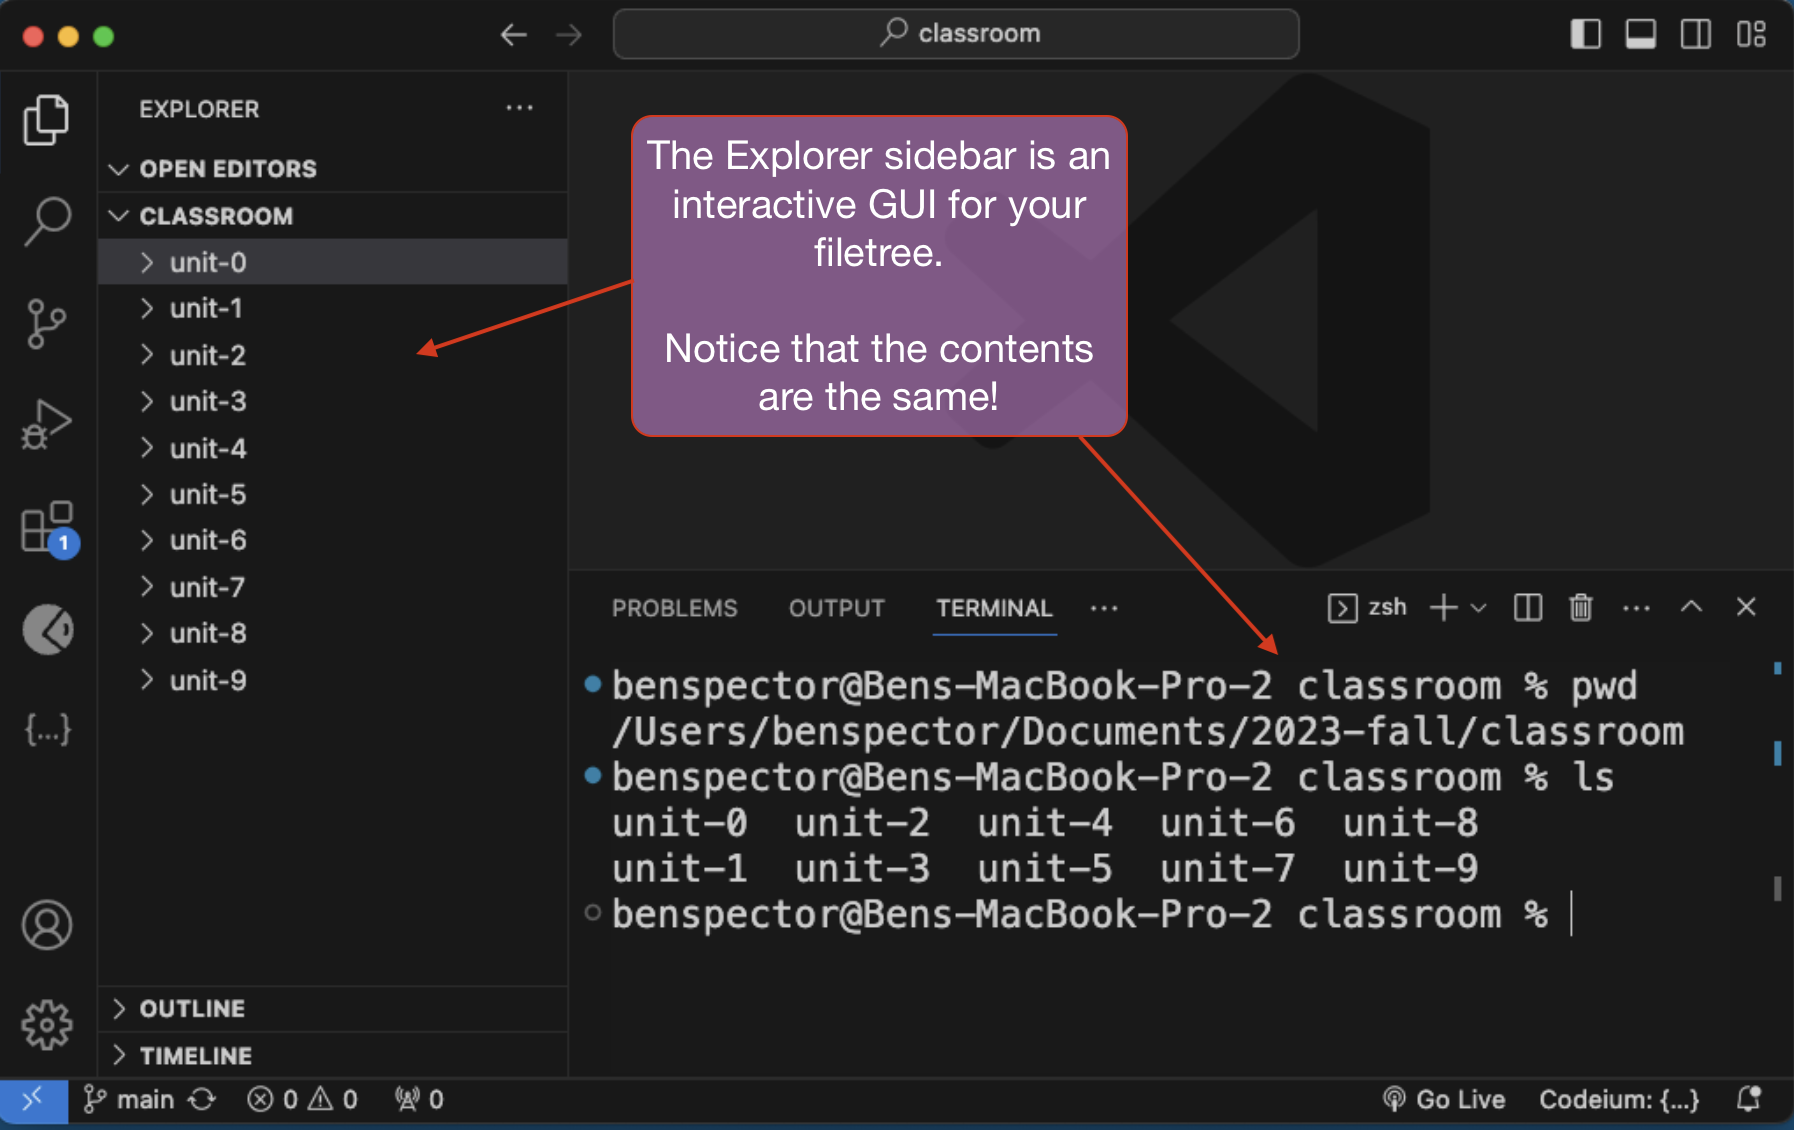 classroom
EXPLORER
OPEN EDITORS
CLASSROOM
unit-0
unit-1
unit-2
unit-3
unit-4
unit-5
unit-6
unit-7
unit-8
unit-9
OUTLINE
TIMELINE
1
{...}
The Explorer sidebar is an
interactive GUI for your
filetree.
Notice that the contents
are the same!
PROBLEMS OUTPUT TERMINAL ... zsh
benspector@Bens-MacBook-Pro-2 classroom % pwd
/Users/benspector/Documents/2023-fall/classroom
benspector@Bens-MacBook-Pro-2 classroom % ls
unit-0 unit-2 unit-4 unit-6 unit-8
unit-1 unit-3 unit-5 unit-7 unit-9
benspector@Bens-MacBook-Pro-2 classroom %
main 0 0 0 Go Live Codeium: {...}